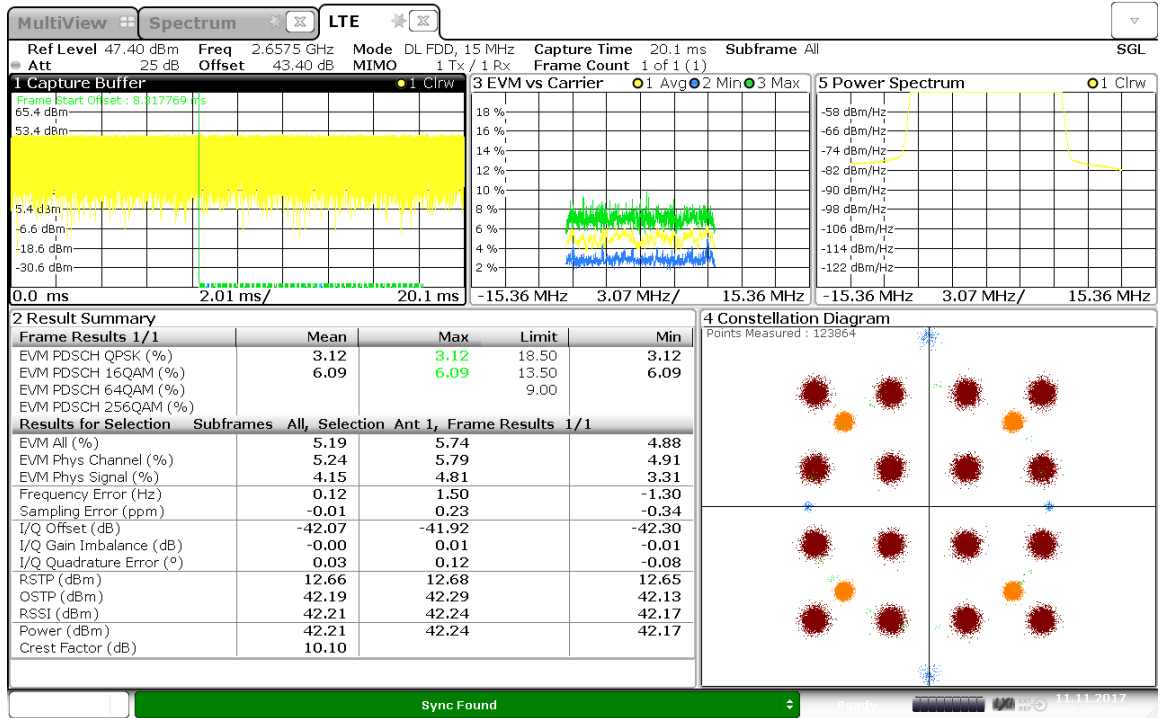 MultiView Spectrum LTE
Ref Level 47.40 dBm Freq 2.6575 GHz Mode DL FDD, 15 MHz Capture Time 20.1 ms Subframe All SGL
Att 25 dB Offset 43.40 dB MIMO 1 Tx / 1 Rx Frame Count 1 of 1 (1)
1 Capture Buffer 1 Clrw
Frame Start Offset : 8.317769 ms
65.4 dBm
53.4 dBm
5.4 dBm
-6.6 dBm
-18.6 dBm
-30.6 dBm
0.0 ms 2.01 ms/ 20.1 ms
3 EVM vs Carrier 1 Avg 2 Min 3 Max
18 %
16 %
14 %
12 %
10 %
8 %
6 %
4 %
2 %
-15.36 MHz 3.07 MHz/ 15.36 MHz
5 Power Spectrum 1 Clrw
-58 dBm/Hz
-66 dBm/Hz
-74 dBm/Hz
-82 dBm/Hz
-90 dBm/Hz
-98 dBm/Hz
-106 dBm/Hz
-114 dBm/Hz
-122 dBm/Hz
-15.36 MHz 3.07 MHz/ 15.36 MHz
2 Result Summary
Frame Results 1/1 Mean Max Limit Min
EVM PDSCH QPSK (%) 3.12 3.12 18.50 3.12
EVM PDSCH 16QAM (%) 6.09 6.09 13.50 6.09
EVM PDSCH 64QAM (%) 9.00
EVM PDSCH 256QAM (%)
Results for Selection Subframes All, Selection Ant 1, Frame Results 1/1
EVM All (%) 5.19 5.74 4.88
EVM Phys Channel (%) 5.24 5.79 4.91
EVM Phys Signal (%) 4.15 4.81 3.31
Frequency Error (Hz) 0.12 1.50 -1.30
Sampling Error (ppm) -0.01 0.23 -0.34
I/Q Offset (dB) -42.07 -41.92 -42.30
I/Q Gain Imbalance (dB) -0.00 0.01 -0.01
I/Q Quadrature Error (°) 0.03 0.12 -0.08
RSTP (dBm) 12.66 12.68 12.65
OSTP (dBm) 42.19 42.29 42.13
RSSI (dBm) 42.21 42.24 42.17
Power (dBm) 42.21 42.24 42.17
Crest Factor (dB) 10.10
4 Constellation Diagram
Points Measured : 123864
Sync Found
Ready
LXI
11.11.2017